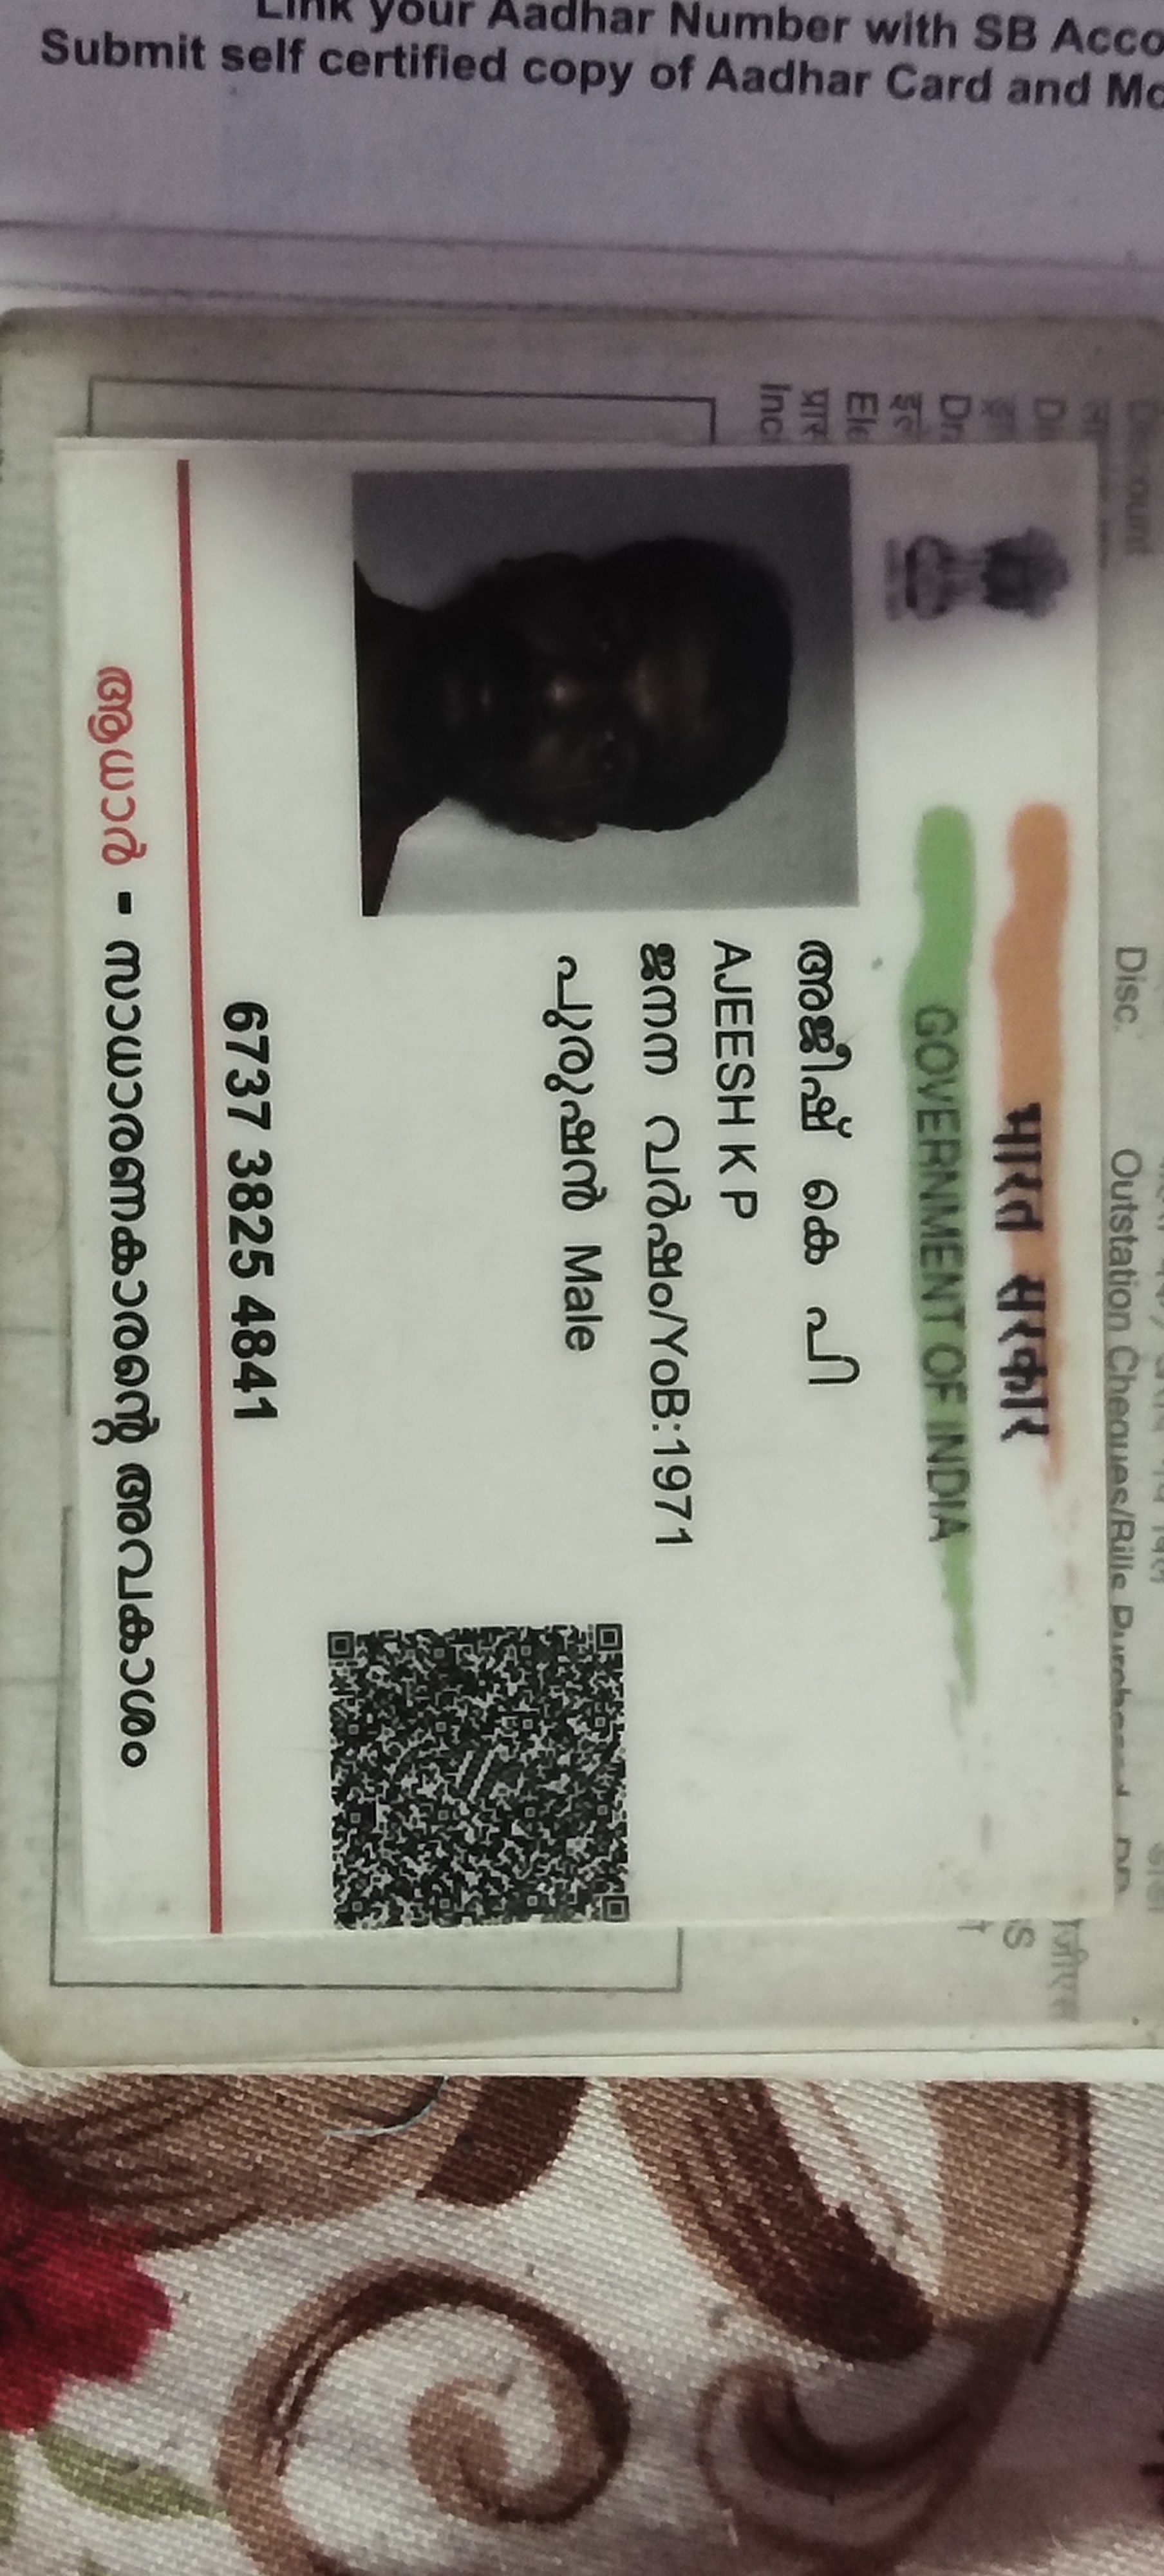 Link your Aadhar Number with SB Acco
Submit self certified copy of Aadhar Card and Mo
भारत सरकार
GOVERNMENT OF INDIA
അജീഷ് കെ പി
AJEESH K P
ജനന വർഷം/YoB:1971
പുരുഷൻ Male
6737 3825 4841
ആധാർ - സാധാരണക്കാരന്റെ അവകാശം
Disc.
Outstation Cheques/Bills